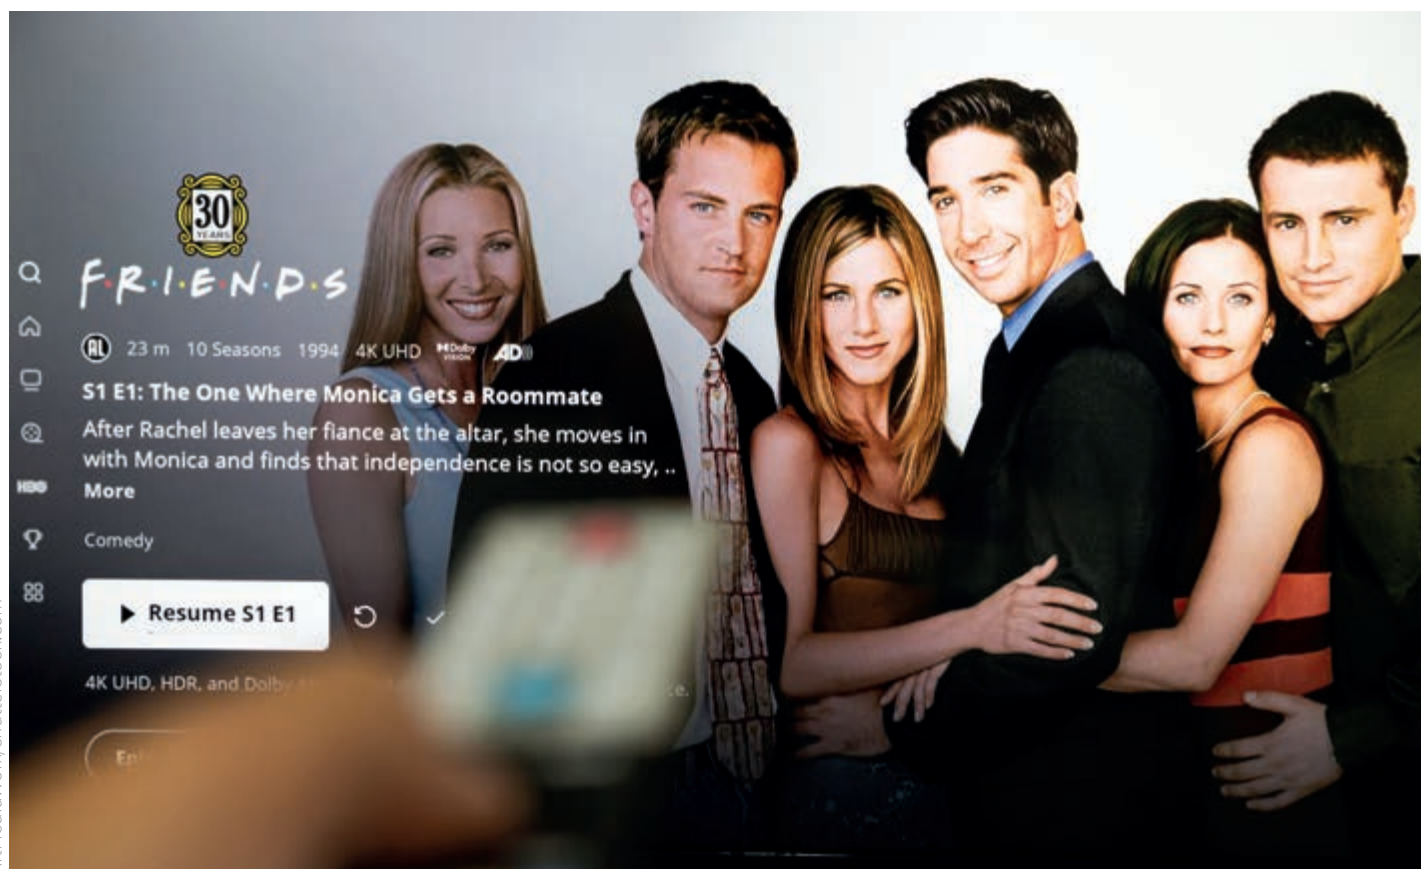 30
YEARS
F·R·I·E·N·D·S
AL 23 m 10 Seasons 1994 4K UHD Dolby VISION AD
S1 E1: The One Where Monica Gets a Roommate
After Rachel leaves her fiance at the altar, she moves in
with Monica and finds that independence is not so easy, ..
More
HBO
Comedy
Resume S1 E1
4K UHD, HDR, and Dolby